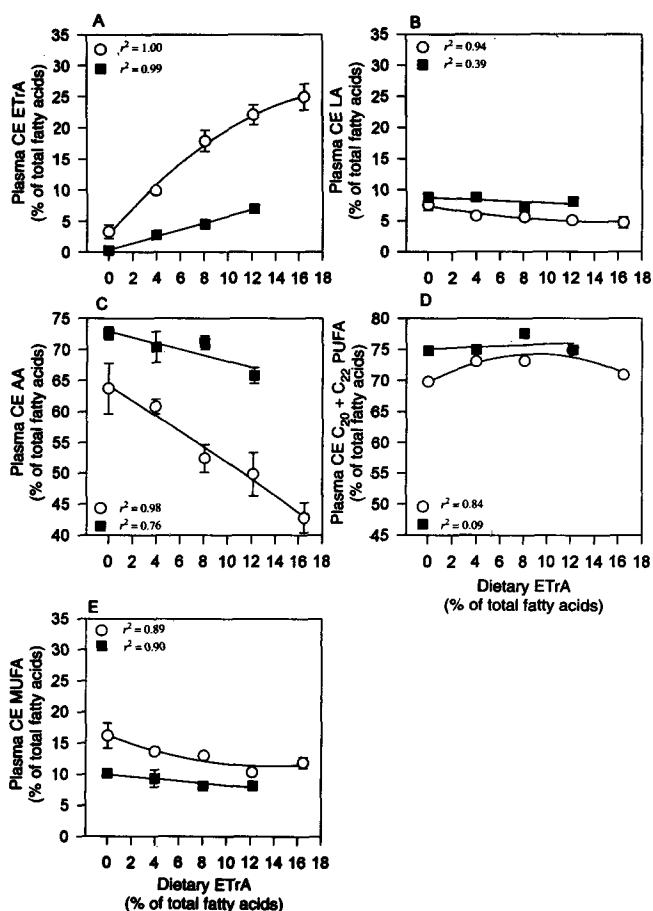 A
r² = 1.00
r² = 0.99
Plasma CE ETrA
(% of total fatty acids)
35
30
25
20
15
10
5
0
0 2 4 6 8 10 12 14 16 18
B
r² = 0.94
r² = 0.39
Plasma CE LA
(% of total fatty acids)
35
30
25
20
15
10
5
0
0 2 4 6 8 10 12 14 16 18
C
r² = 0.98
r² = 0.76
Plasma CE AA
(% of total fatty acids)
75
70
65
60
55
50
45
40
0 2 4 6 8 10 12 14 16 18
D
r² = 0.84
r² = 0.09
Plasma CE C₂₀ + C₂₂ PUFA
(% of total fatty acids)
75
70
65
60
55
50
45
0 2 4 6 8 10 12 14 16 18
Dietary ETrA
(% of total fatty acids)
E
r² = 0.89
r² = 0.90
Plasma CE MUFA
(% of total fatty acids)
35
30
25
20
15
10
5
0
0 2 4 6 8 10 12 14 16 18
Dietary ETrA
(% of total fatty acids)